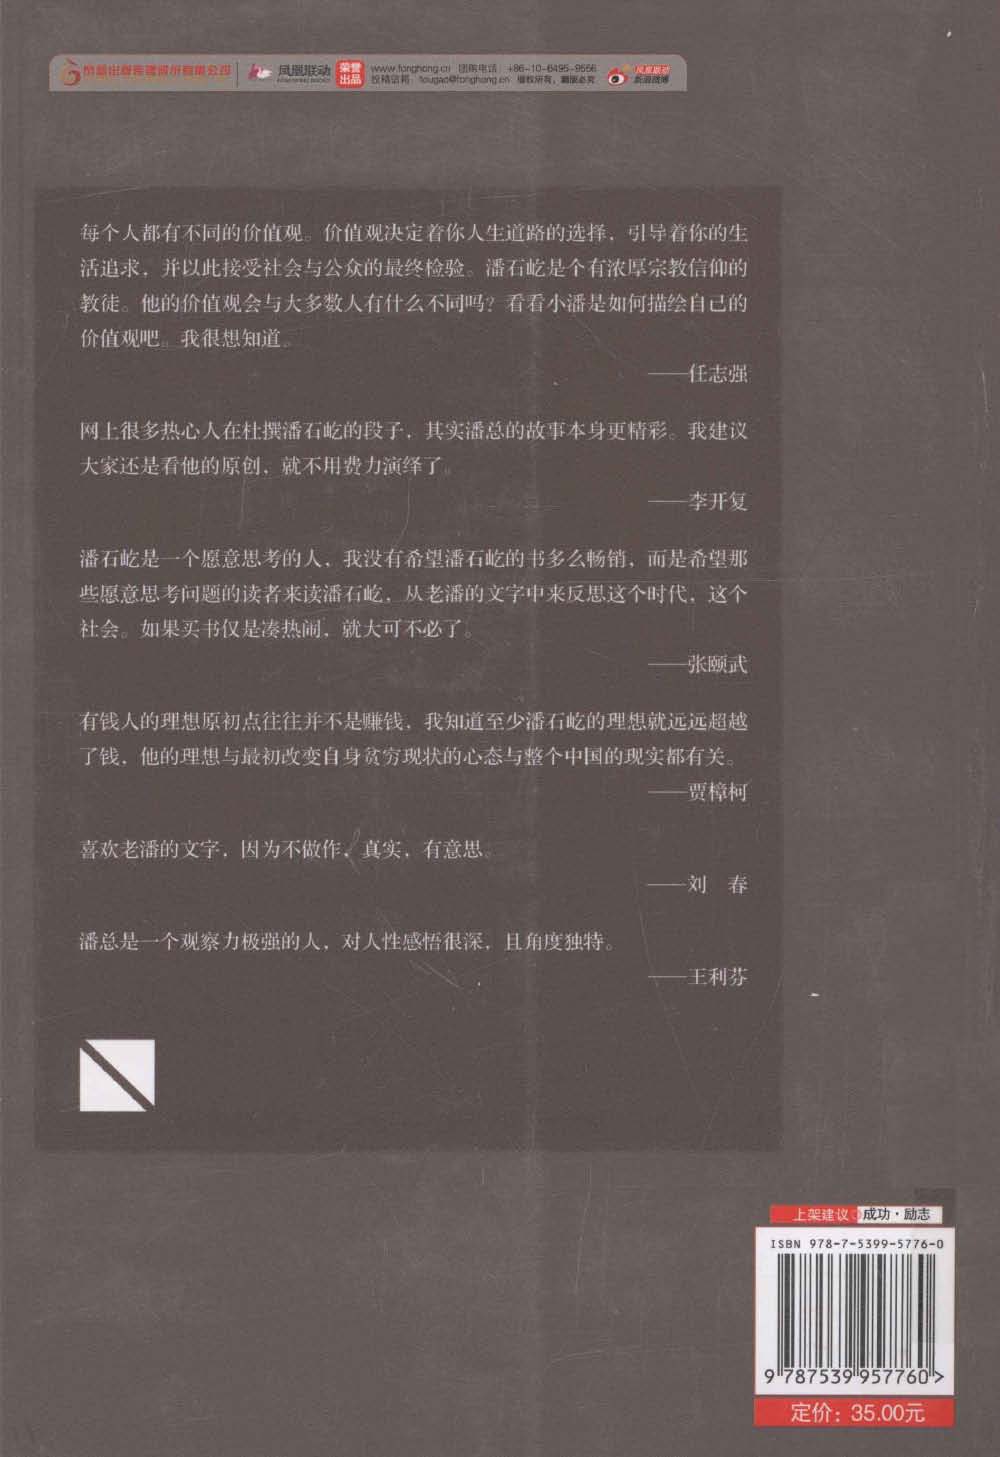 凤凰出版传媒股份有限公司
凤凰联动
FONGHONG BOOKS
荣誉
出品
www.fonghong.cn 团购电话：+86-10-6495-9556
投稿信箱：tougao@fonghong.cn 版权所有，翻版必究
凤凰联动
新浪微博
每个人都有不同的价值观。价值观决定着你人生道路的选择，引导着你的生
活追求，并以此接受社会与公众的最终检验。潘石屹是个有浓厚宗教信仰的
教徒。他的价值观会与大多数人有什么不同吗？看看小潘是如何描绘自己的
价值观吧。我很想知道。
——任志强
网上很多热心人在杜撰潘石屹的段子，其实潘总的故事本身更精彩。我建议
大家还是看他的原创，就不用费力演绎了。
——李开复
潘石屹是一个愿意思考的人，我没有希望潘石屹的书多么畅销，而是希望那
些愿意思考问题的读者来读潘石屹，从老潘的文字中来反思这个时代，这个
社会。如果买书仅是凑热闹，就大可不必了。
——张颐武
有钱人的理想原初点往往并不是赚钱，我知道至少潘石屹的理想就远远超越
了钱，他的理想与最初改变自身贫穷现状的心态与整个中国的现实都有关。
——贾樟柯
喜欢老潘的文字，因为不做作，真实，有意思。
——刘　春
潘总是一个观察力极强的人，对人性感悟很深，且角度独特。
——王利芬
上架建议 成功·励志
ISBN 978-7-5399-5776-0
9 787539 957760>
定价：35.00元